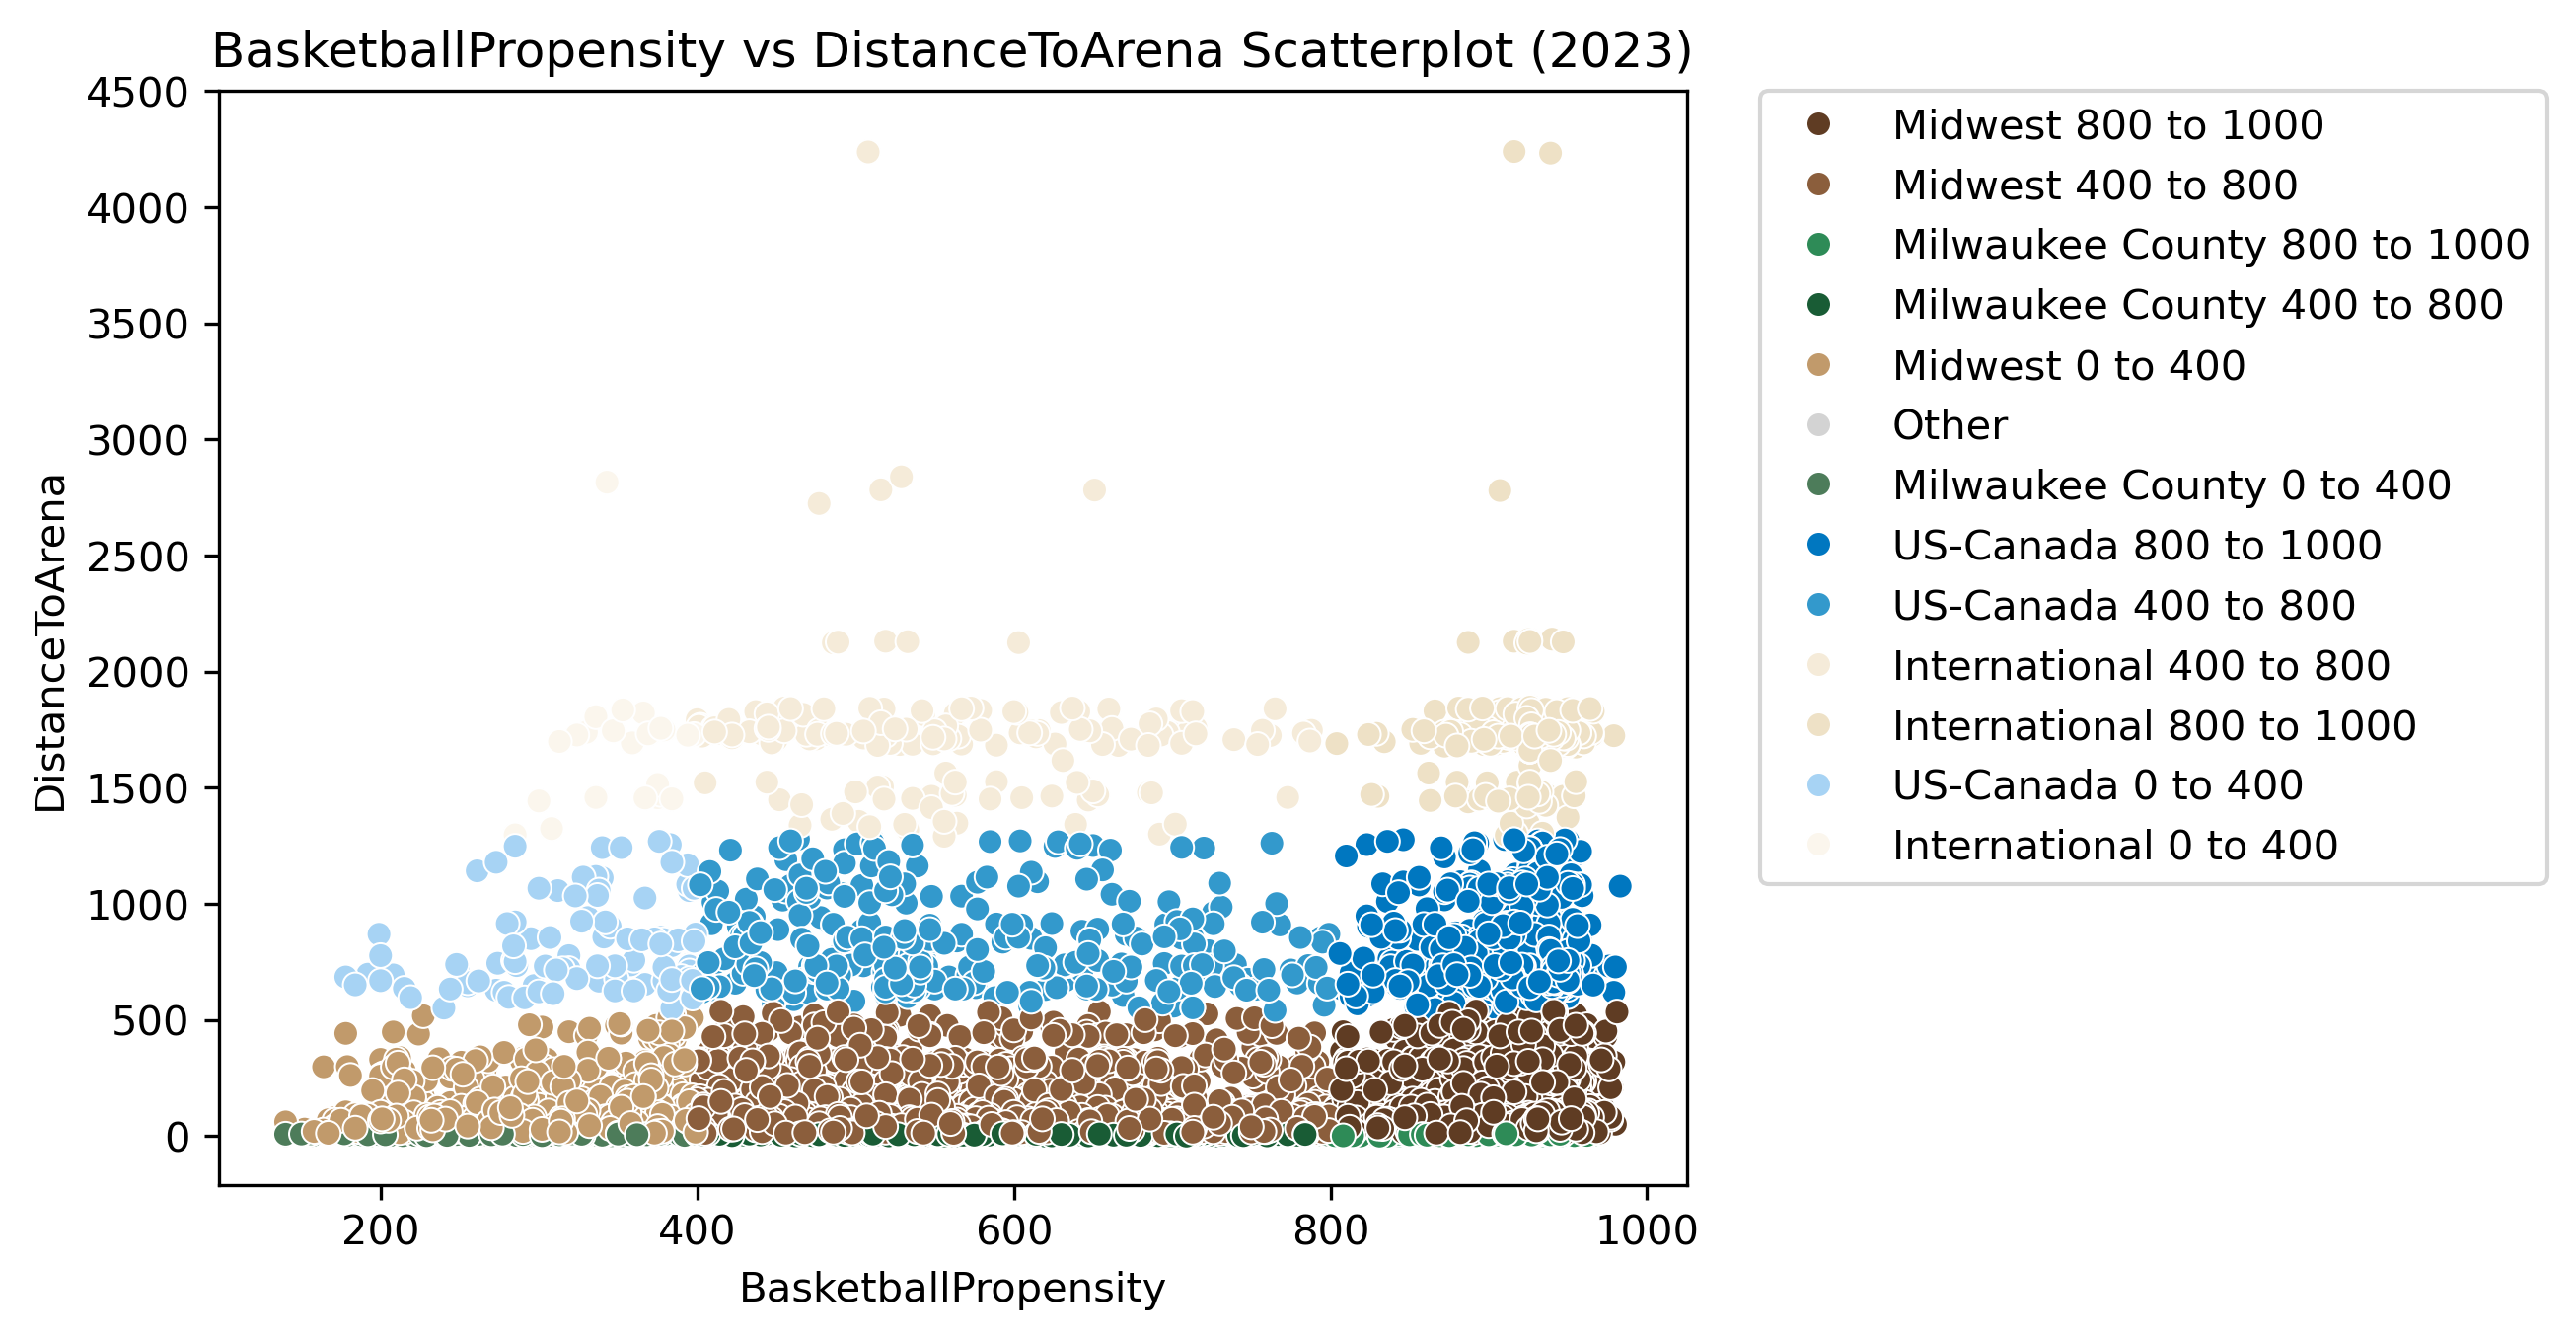 BasketballPropensity vs DistanceToArena Scatterplot (2023)
4500
4000
3500
3000
2500
2000
1500
1000
500
0
DistanceToArena
200 400 600 800 1000
BasketballPropensity
Midwest 800 to 1000
Midwest 400 to 800
Milwaukee County 800 to 1000
Milwaukee County 400 to 800
Midwest 0 to 400
Other
Milwaukee County 0 to 400
US-Canada 800 to 1000
US-Canada 400 to 800
International 400 to 800
International 800 to 1000
US-Canada 0 to 400
International 0 to 400